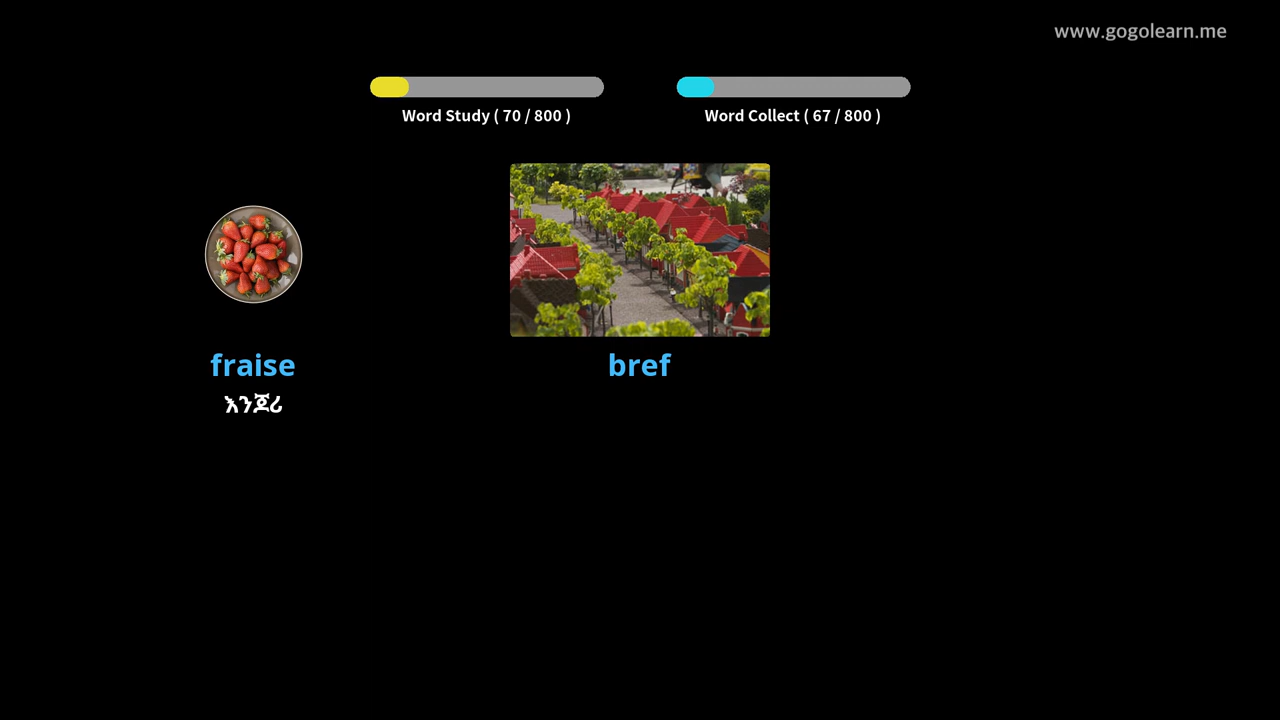 www.gogolearn.me
Word Study ( 70 / 800 )
Word Collect ( 67 / 800 )
fraise
እንጆሪ
bref